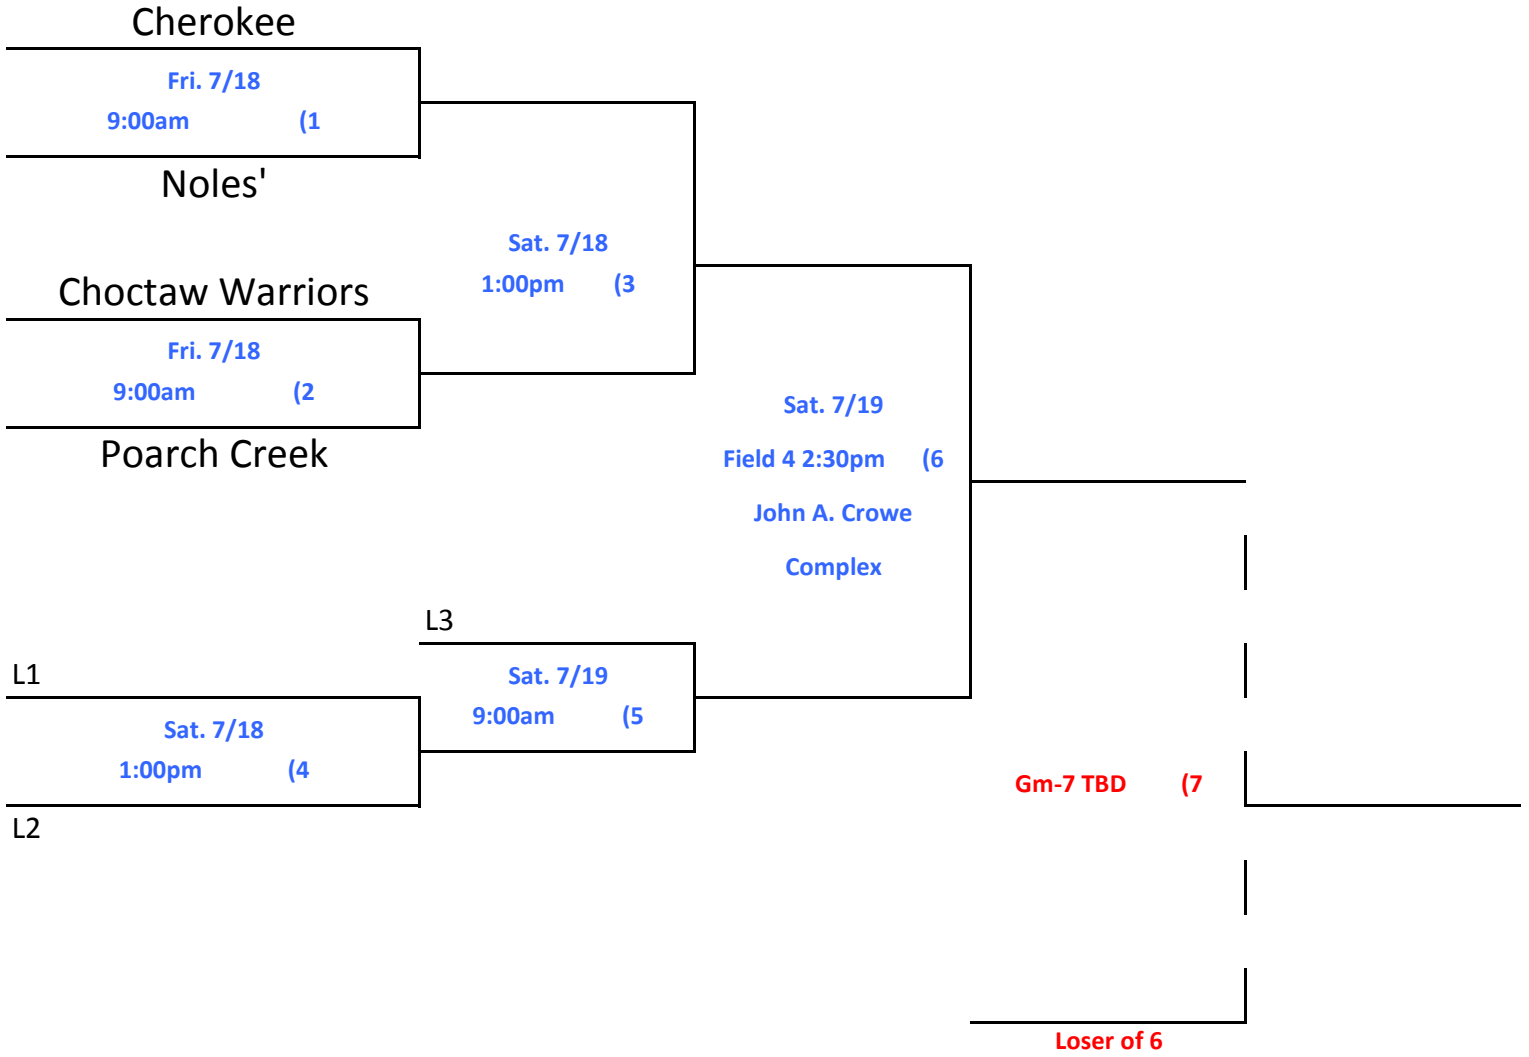 Cherokee
Fri. 7/18
9:00am (1
Noles'
Sat. 7/18
1:00pm (3
Choctaw Warriors
Fri. 7/18
9:00am (2
Poarch Creek
Sat. 7/19
Field 4 2:30pm (6
John A. Crowe
Complex
L3
L1
Sat. 7/19
9:00am (5
Sat. 7/18
1:00pm (4
L2
Gm-7 TBD (7
Loser of 6